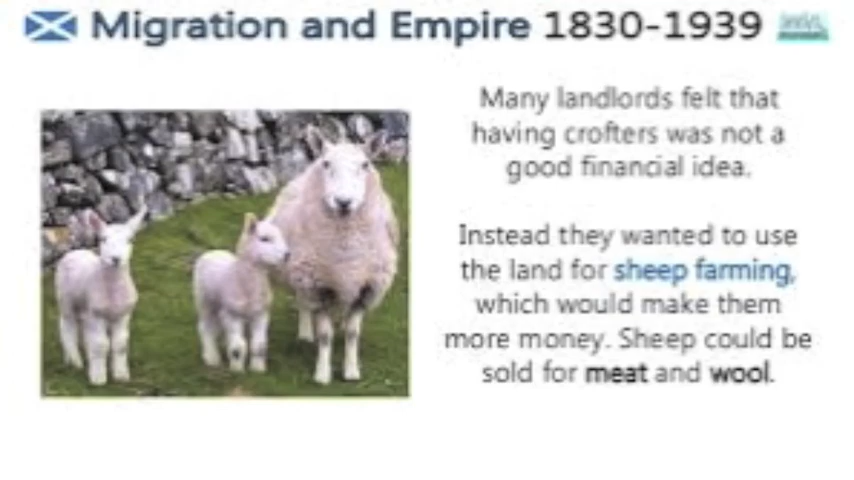 Migration and Empire 1830-1939
Many landlords felt that
having crofters was not a
good financial idea.
Instead they wanted to use
the land for sheep farming,
which would make them
more money. Sheep could be
sold for meat and wool.